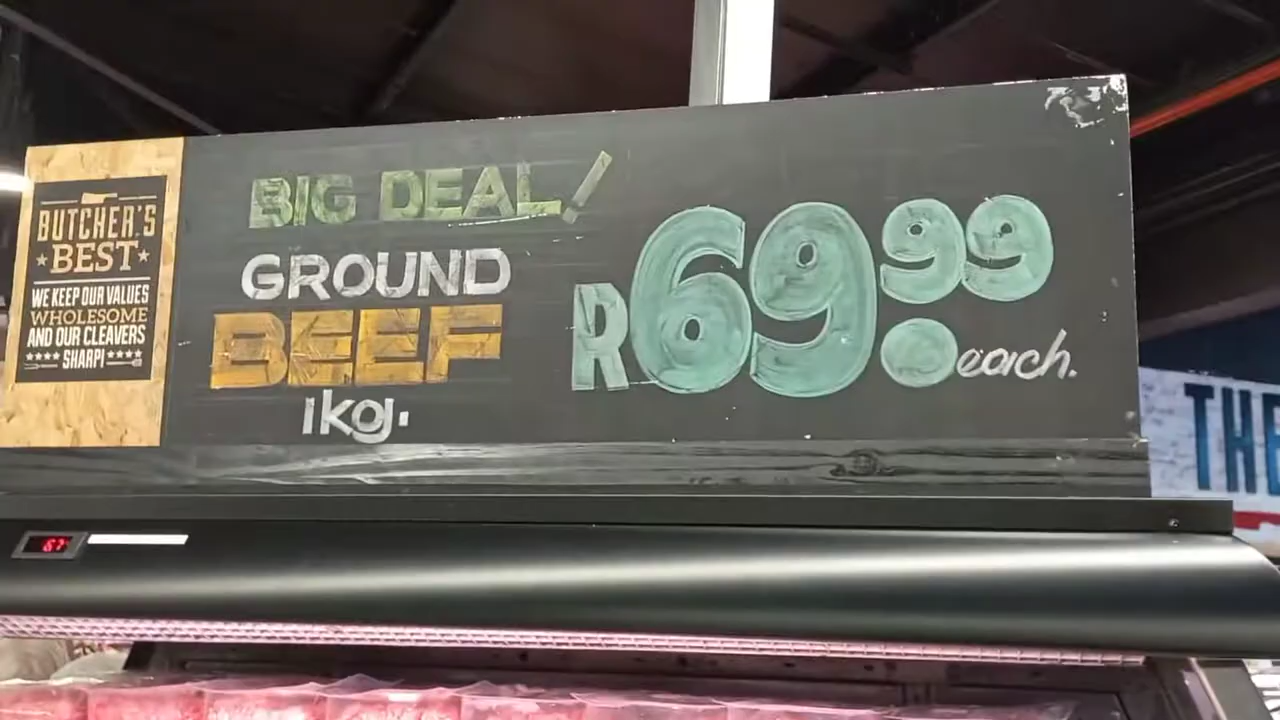 BUTCHER'S
★BEST★
WE KEEP OUR VALUES
WHOLESOME
AND OUR CLEAVERS
★★★★ SHARP! ★★★★
BIG DEAL!
GROUND
BEEF
1kg.
R69.99
each.
THE